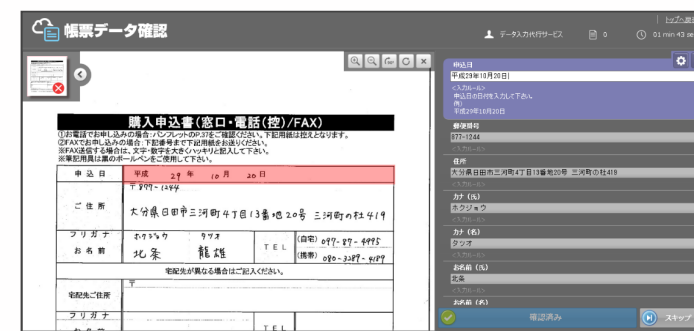 帳票データ確認
トップへ戻
データ入力代行サービス 0 01 min 43 se
購入申込書(窓口・電話(控)/FAX)
①お電話でお申し込みの場合:パンフレットのP.37をご確認ください。下記用紙は控えとなります。
②FAXでお申し込みの場合:下記番号まで下記用紙をお送りください。
※FAX送信する場合は、文字・数字を大きくハッキリと記入して下さい。
※筆記用具は黒のボールペンをご使用して下さい。
申込日 平成 29 年 10 月 20 日
〒877-1244
ご住所 大分県日田市三河町4丁目13番地20号 三河町の杜419
フリガナ ホクジョウ タツオ
お名前 北条 龍雄 TEL
(自宅) 097-87-4995
(携帯) 080-3289-4189
宅配先が異なる場合はご記入ください。
〒
宅配先ご住所
フリガナ
TEL
申込日
平成29年10月20日
<入力ルール>
申込日の日付を入力して下さい。
例)
平成29年10月20日
郵便番号
877-1244
<入力ルール>
住所
大分県日田市三河町4丁目13番地20号 三河町の杜419
<入力ルール>
カナ (氏)
ホクジョウ
<入力ルール>
カナ (名)
タツオ
<入力ルール>
お名前 (氏)
北条
<入力ルール>
お名前 (名)
確認済み
スキップ